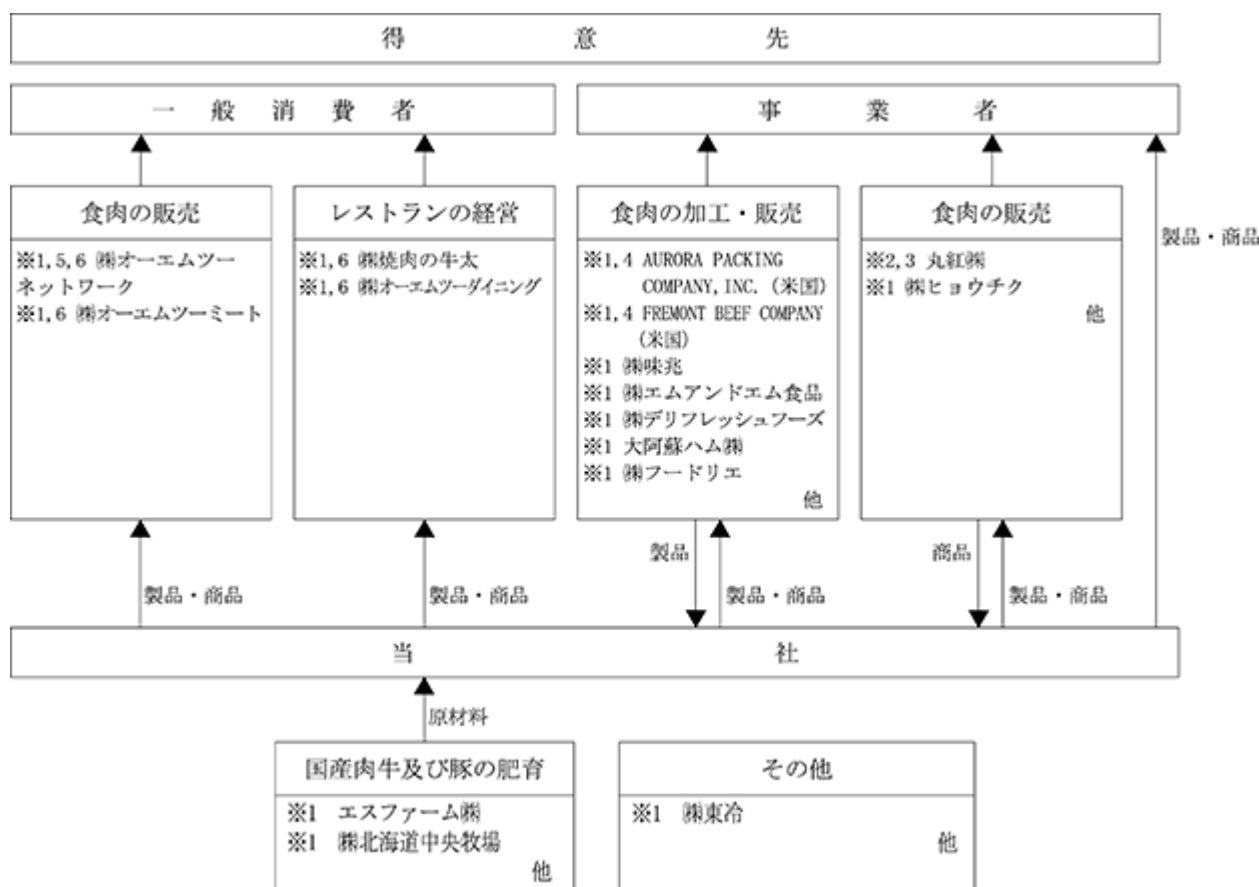 得意先
一般消費者
事業者
食肉の販売
※1,5,6 ㈱オーエムツー
ネットワーク
※1,6 ㈱オーエムツーミート
レストランの経営
※1,6 ㈱焼肉の牛太
※1,6 ㈱オーエムツーダイニング
食肉の加工・販売
※1,4 AURORA PACKING
COMPANY,INC. (米国)
※1,4 FREMONT BEEF COMPANY
(米国)
※1 ㈱味兆
※1 ㈱エムアンドエム食品
※1 ㈱デリフレッシュフーズ
※1 大阿蘇ハム㈱
※1 ㈱フードリエ
他
食肉の販売
※2,3 丸紅㈱
※1 ㈱ヒョウチク
他
製品・商品
製品・商品
製品・商品
製品
製品・商品
商品
製品・商品
当社
原材料
国産肉牛及び豚の肥育
※1 エスファーム㈱
※1 ㈱北海道中央牧場
他
その他
※1 ㈱東冷
他